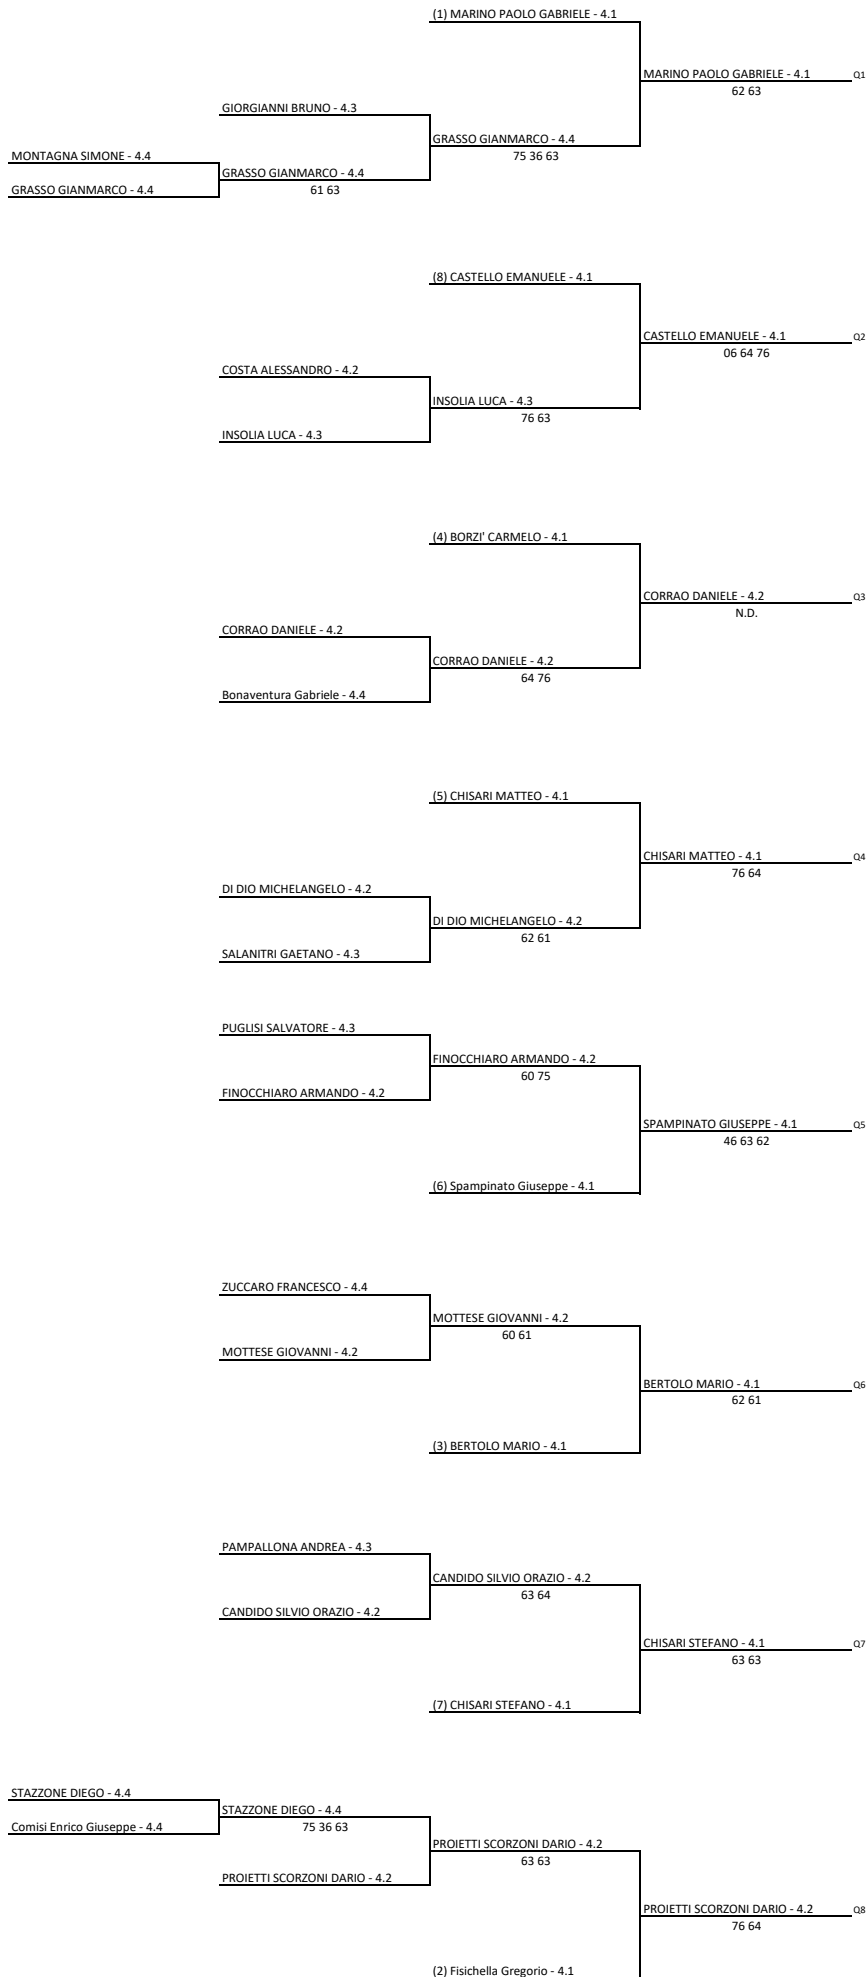 (1) MARINO PAOLO GABRIELE - 4.1
MARINO PAOLO GABRIELE - 4.1 Q1
62 63
GIORGIANNI BRUNO - 4.3
GRASSO GIANMARCO - 4.4
75 36 63
MONTAGNA SIMONE - 4.4
GRASSO GIANMARCO - 4.4
61 63
GRASSO GIANMARCO - 4.4
(8) CASTELLO EMANUELE - 4.1
CASTELLO EMANUELE - 4.1 Q2
06 64 76
COSTA ALESSANDRO - 4.2
INSOLIA LUCA - 4.3
76 63
INSOLIA LUCA - 4.3
(4) BORZI' CARMELO - 4.1
CORRAO DANIELE - 4.2 Q3
N.D.
CORRAO DANIELE - 4.2
CORRAO DANIELE - 4.2
64 76
Bonaventura Gabriele - 4.4
(5) CHISARI MATTEO - 4.1
CHISARI MATTEO - 4.1 Q4
76 64
DI DIO MICHELANGELO - 4.2
DI DIO MICHELANGELO - 4.2
62 61
SALANITRI GAETANO - 4.3
PUGLISI SALVATORE - 4.3
FINOCCHIARO ARMANDO - 4.2
60 75
FINOCCHIARO ARMANDO - 4.2
SPAMPINATO GIUSEPPE - 4.1 Q5
46 63 62
(6) Spampinato Giuseppe - 4.1
ZUCCARO FRANCESCO - 4.4
MOTTESE GIOVANNI - 4.2
60 61
MOTTESE GIOVANNI - 4.2
BERTOLO MARIO - 4.1 Q6
62 61
(3) BERTOLO MARIO - 4.1
PAMPALLONA ANDREA - 4.3
CANDIDO SILVIO ORAZIO - 4.2
63 64
CANDIDO SILVIO ORAZIO - 4.2
CHISARI STEFANO - 4.1 Q7
63 63
(7) CHISARI STEFANO - 4.1
STAZZONE DIEGO - 4.4
STAZZONE DIEGO - 4.4
75 36 63
Comisi Enrico Giuseppe - 4.4
PROIETTI SCORZONI DARIO - 4.2
63 63
PROIETTI SCORZONI DARIO - 4.2
PROIETTI SCORZONI DARIO - 4.2 Q8
76 64
(2) Fisichella Gregorio - 4.1